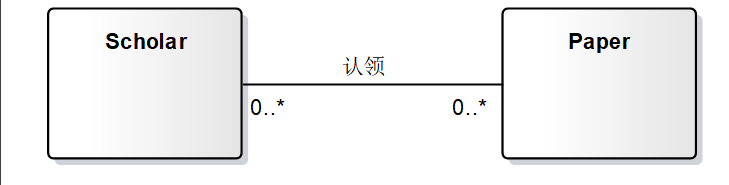 Scholar
Paper
认领
0..*
0..*